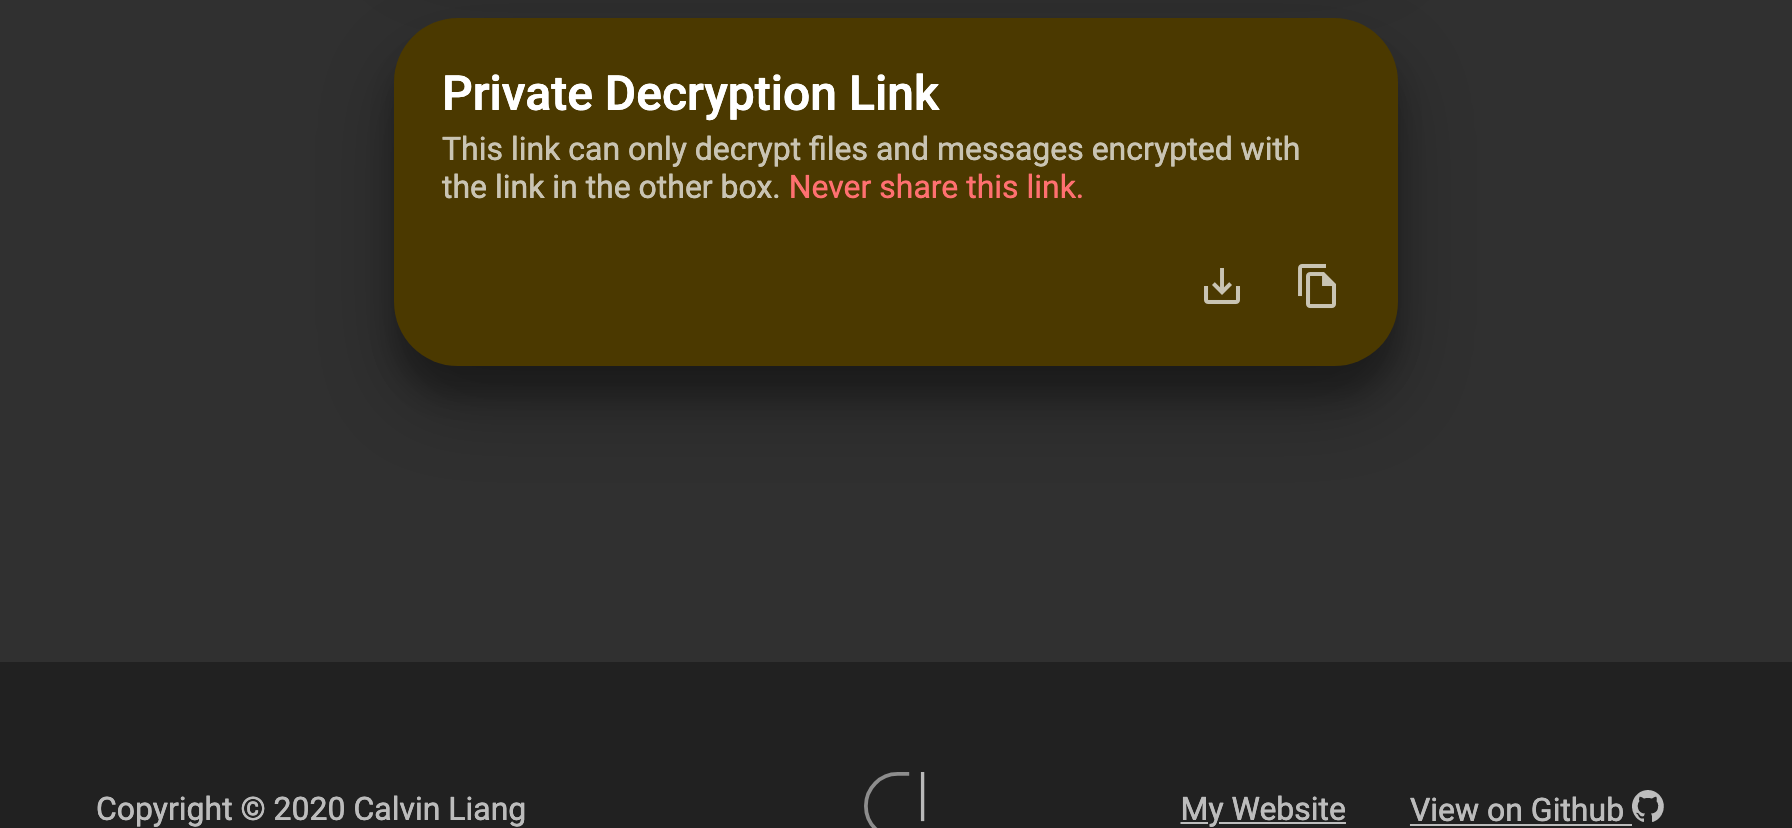 Private Decryption Link
This link can only decrypt files and messages encrypted with
the link in the other box. Never share this link.
Copyright © 2020 Calvin Liang
My Website
View on Github